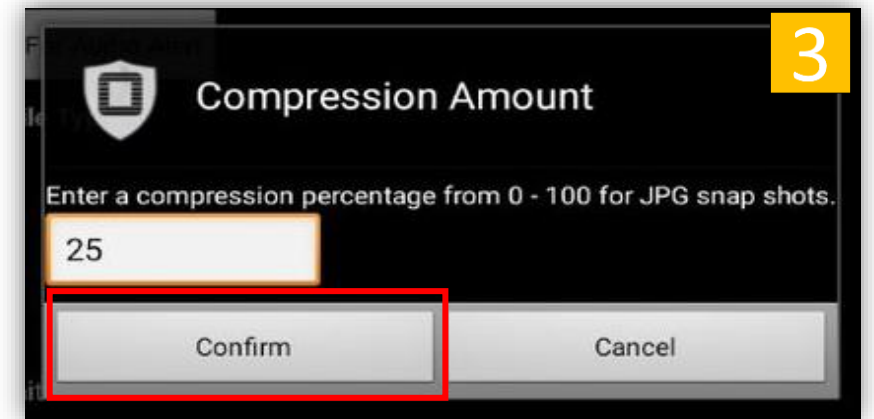 3
Compression Amount
Enter a compression percentage from 0 - 100 for JPG snap shots.
25
Confirm
Cancel